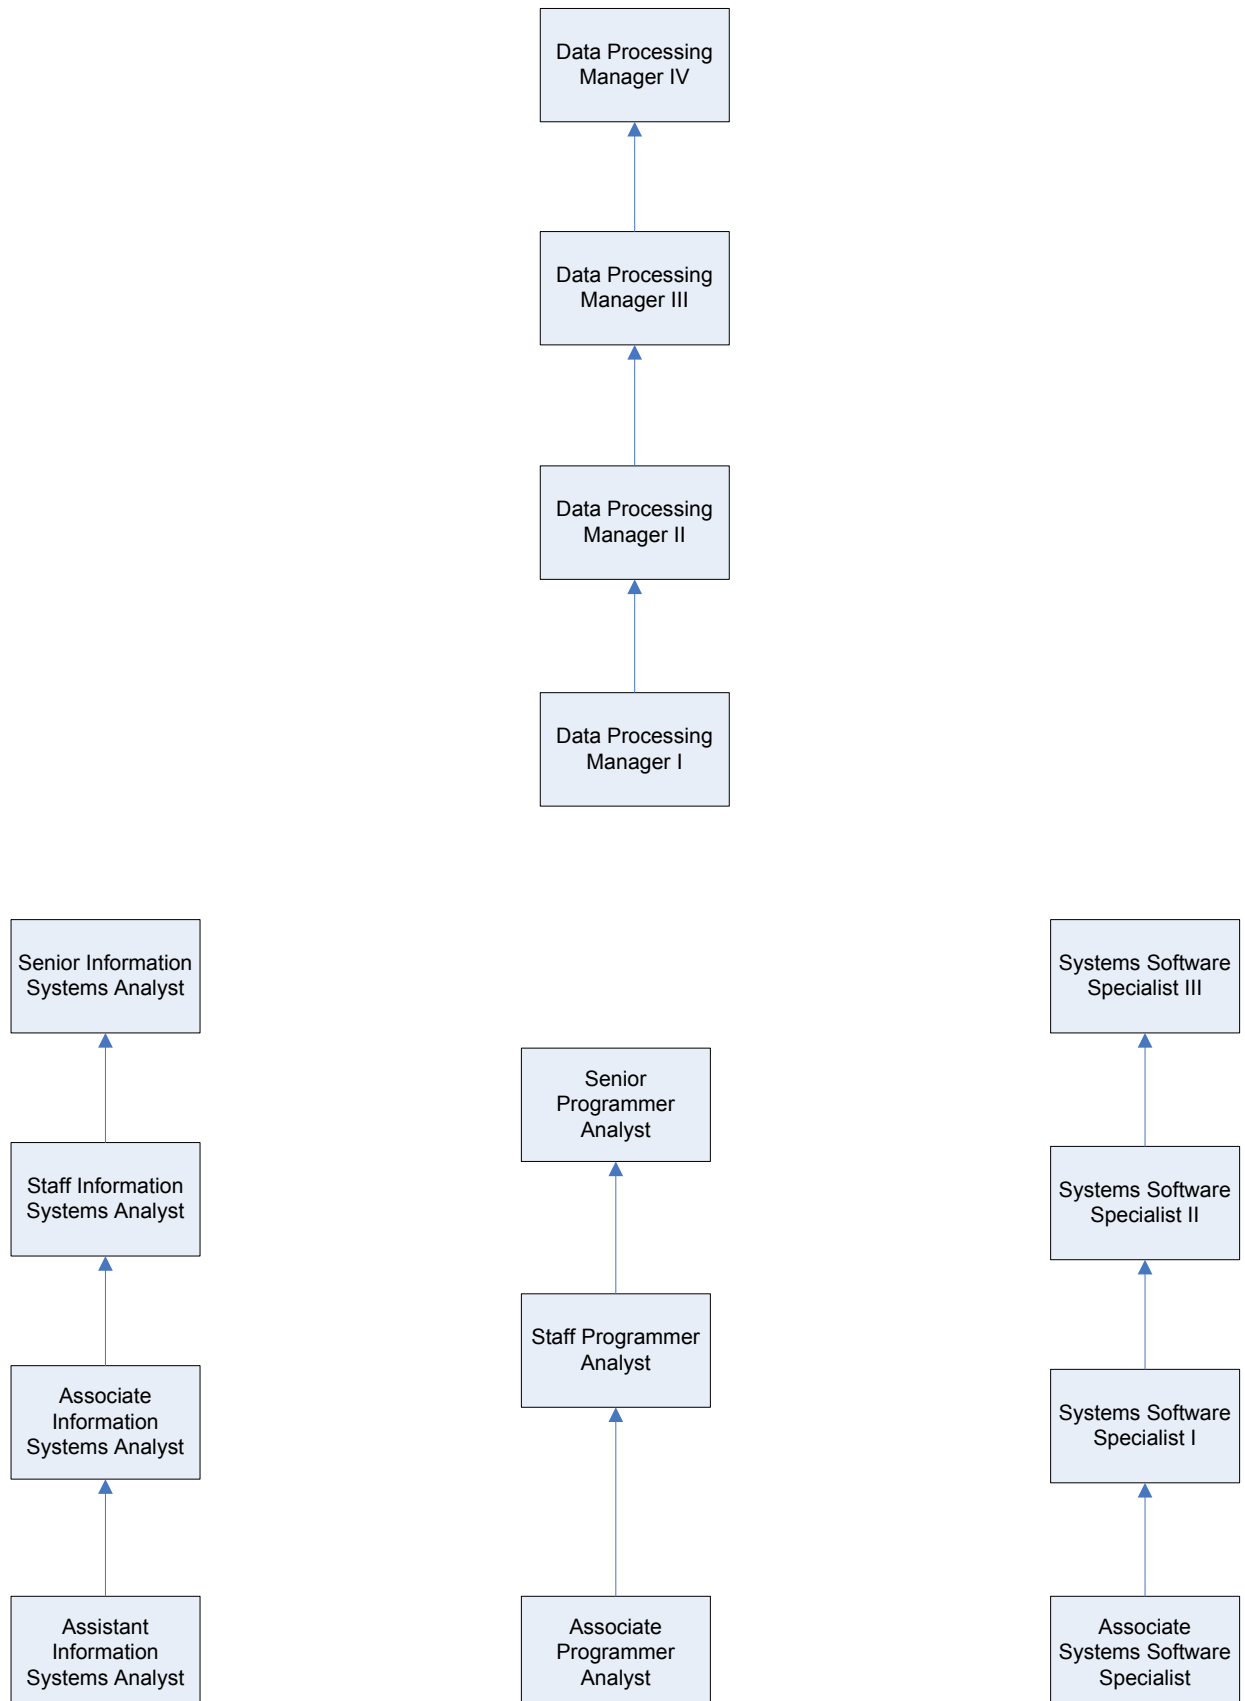 Data Processing
Manager IV
Data Processing
Manager III
Data Processing
Manager II
Data Processing
Manager I
Senior Information
Systems Analyst
Staff Information
Systems Analyst
Associate
Information
Systems Analyst
Assistant
Information
Systems Analyst
Senior
Programmer
Analyst
Staff Programmer
Analyst
Associate
Programmer
Analyst
Systems Software
Specialist III
Systems Software
Specialist II
Systems Software
Specialist I
Associate
Systems Software
Specialist